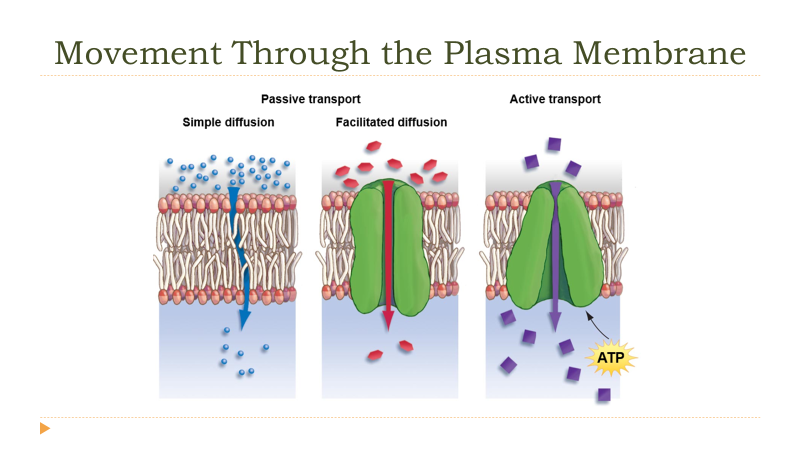 Movement Through the Plasma Membrane
Passive transport
Active transport
Simple diffusion
Facilitated diffusion
ATP